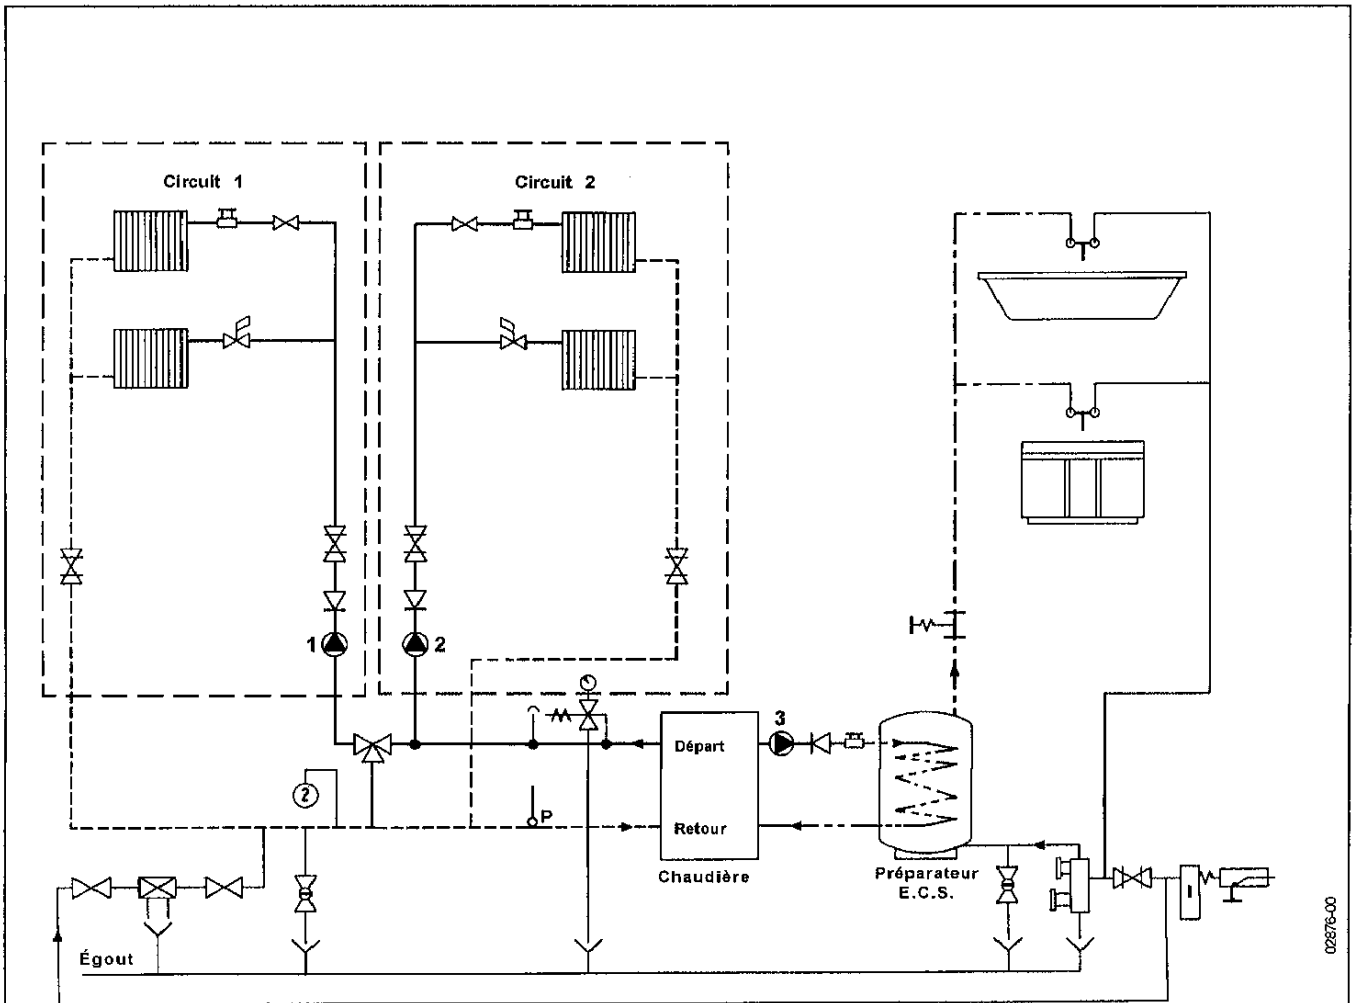 Circuit 1
Circuit 2
1
2
3
Départ
2
P
Retour
Chaudière
Préparateur
E.C.S.
Égout
02876-00